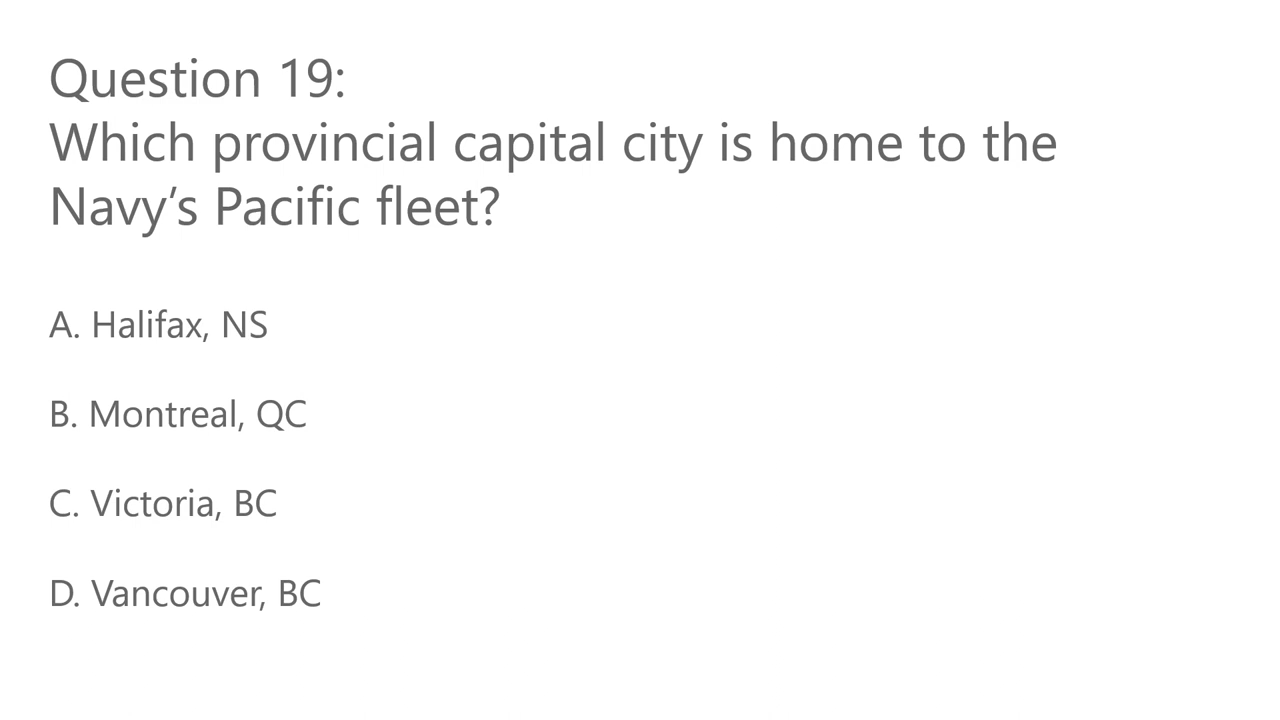 Question 19:
Which provincial capital city is home to the
Navy’s Pacific fleet?
A. Halifax, NS
B. Montreal, QC
C. Victoria, BC
D. Vancouver, BC